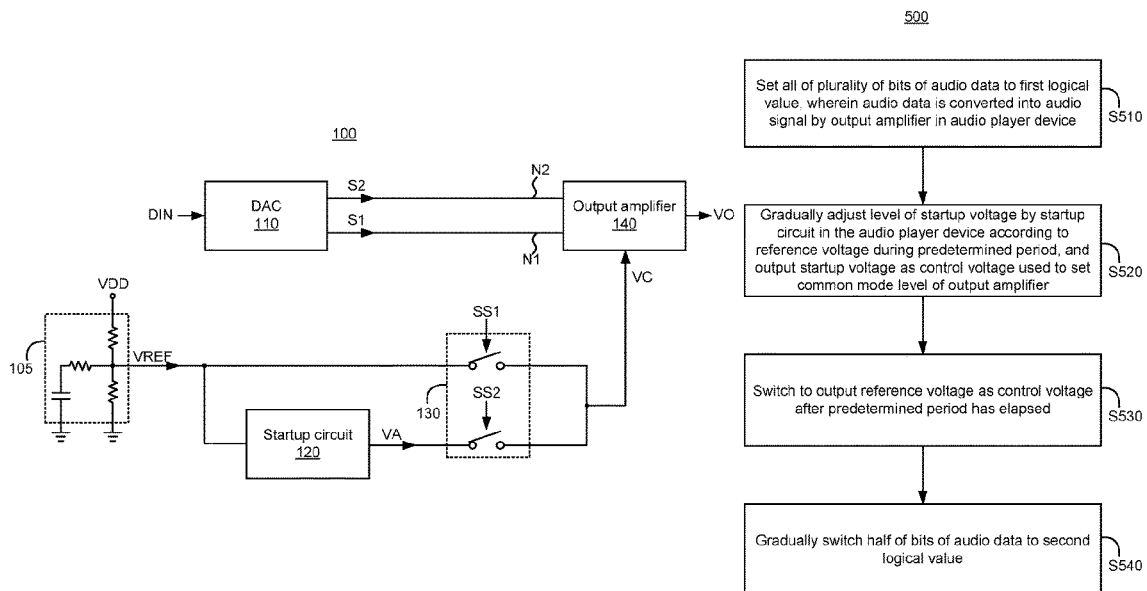 100
DIN
DAC
110
S2
S1
N2
N1
Output amplifier
140
VO
VC
VDD
105
VREF
Startup circuit
120
VA
SS1
130
SS2
500
Set all of plurality of bits of audio data to first logical
value, wherein audio data is converted into audio
signal by output amplifier in audio player device
S510
Gradually adjust level of startup voltage by startup
circuit in the audio player device according to
reference voltage during predetermined period, and
output startup voltage as control voltage used to set
common mode level of output amplifier
S520
Switch to output reference voltage as control voltage
after predetermined period has elapsed
S530
Gradually switch half of bits of audio data to second
logical value
S540